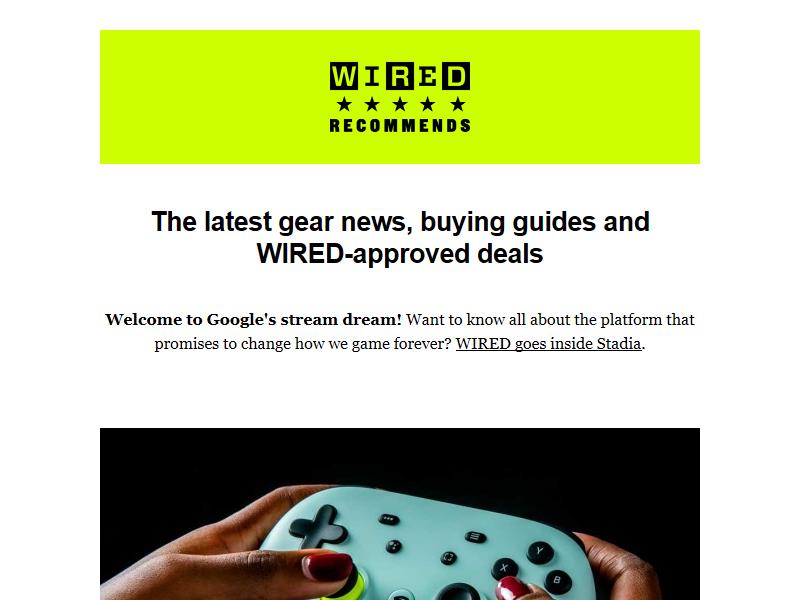 WIRED
RECOMMENDS
The latest gear news, buying guides and
WIRED-approved deals
Welcome to Google's stream dream! Want to know all about the platform that
promises to change how we game forever? WIRED goes inside Stadia.
Y
X
B